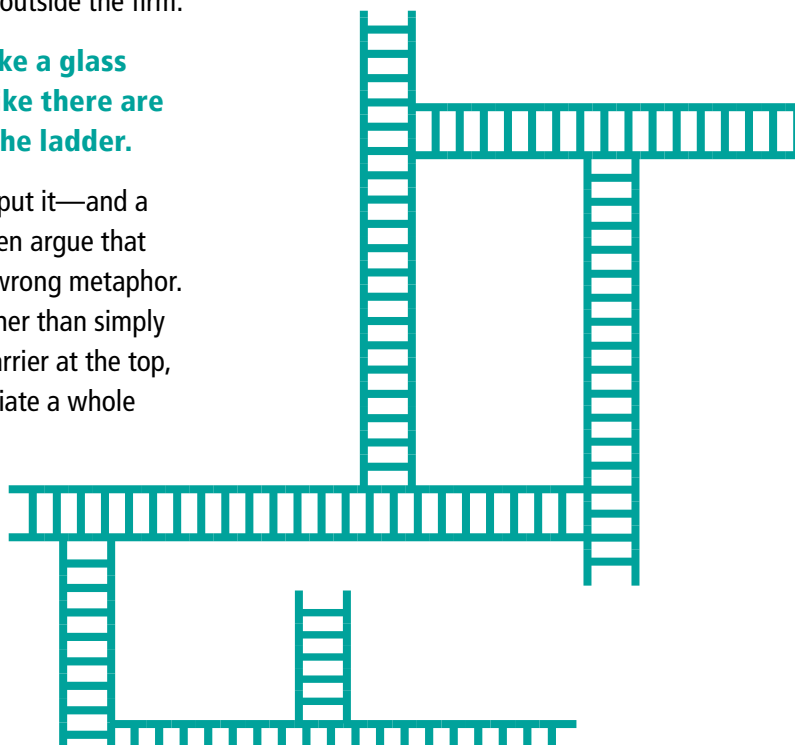 outside the firm.
ke a glass
ke there are
he ladder.
put it—and a
en argue that
wrong metaphor.
her than simply
arrier at the top,
iate a whole